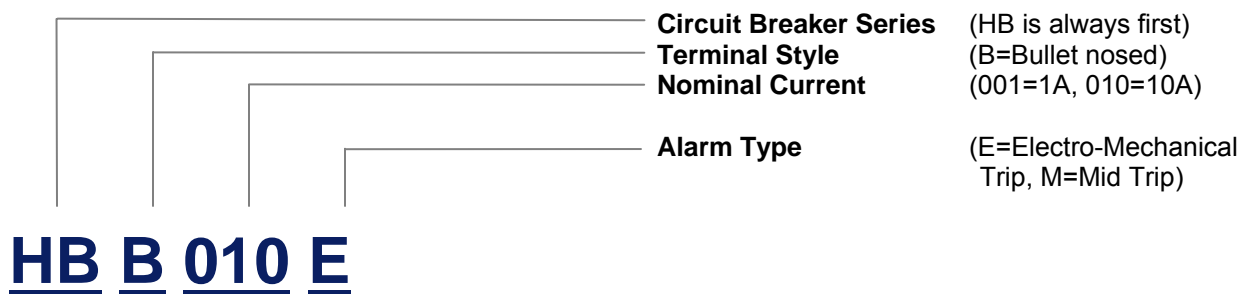 Circuit Breaker Series (HB is always first)
Terminal Style (B=Bullet nosed)
Nominal Current (001=1A, 010=10A)
Alarm Type (E=Electro-Mechanical
Trip, M=Mid Trip)
HB B 010 E